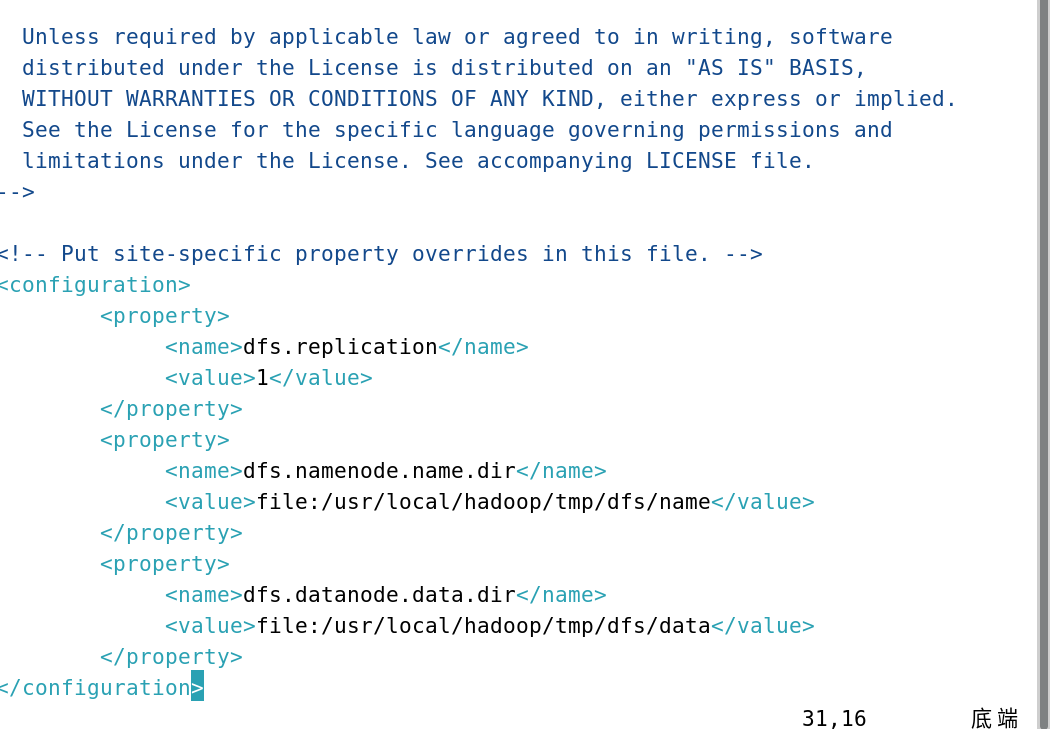 Unless required by applicable law or agreed to in writing, software
distributed under the License is distributed on an "AS IS" BASIS,
WITHOUT WARRANTIES OR CONDITIONS OF ANY KIND, either express or implied.
See the License for the specific language governing permissions and
limitations under the License. See accompanying LICENSE file.
-->
<!-- Put site-specific property overrides in this file. -->
<configuration>
<property>
<name>dfs.replication</name>
<value>1</value>
</property>
<property>
<name>dfs.namenode.name.dir</name>
<value>file:/usr/local/hadoop/tmp/dfs/name</value>
</property>
<property>
<name>dfs.datanode.data.dir</name>
<value>file:/usr/local/hadoop/tmp/dfs/data</value>
</property>
</configuration>
31,16 底端